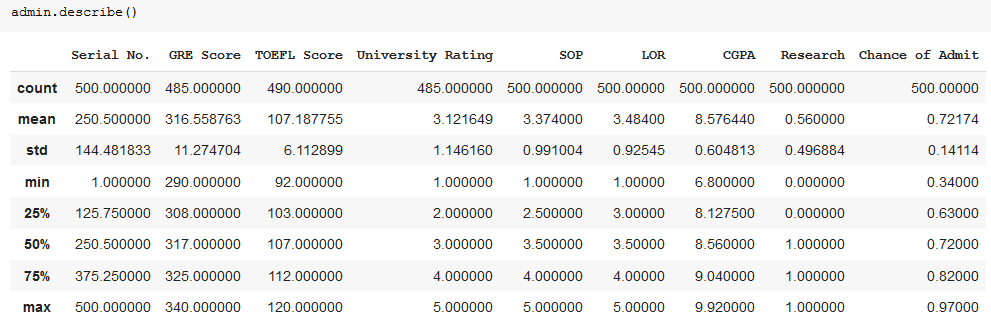 admin.describe()
Serial No. GRE Score TOEFL Score University Rating SOP LOR CGPA Research Chance of Admit
count 500.000000 485.000000 490.000000 485.000000 500.000000 500.00000 500.000000 500.000000 500.00000
mean 250.500000 316.558763 107.187755 3.121649 3.374000 3.48400 8.576440 0.560000 0.72174
std 144.481833 11.274704 6.112899 1.146160 0.991004 0.92545 0.604813 0.496884 0.14114
min 1.000000 290.000000 92.000000 1.000000 1.000000 1.00000 6.800000 0.000000 0.34000
25% 125.750000 308.000000 103.000000 2.000000 2.500000 3.00000 8.127500 0.000000 0.63000
50% 250.500000 317.000000 107.000000 3.000000 3.500000 3.50000 8.560000 1.000000 0.72000
75% 375.250000 325.000000 112.000000 4.000000 4.000000 4.00000 9.040000 1.000000 0.82000
max 500.000000 340.000000 120.000000 5.000000 5.000000 5.00000 9.920000 1.000000 0.97000